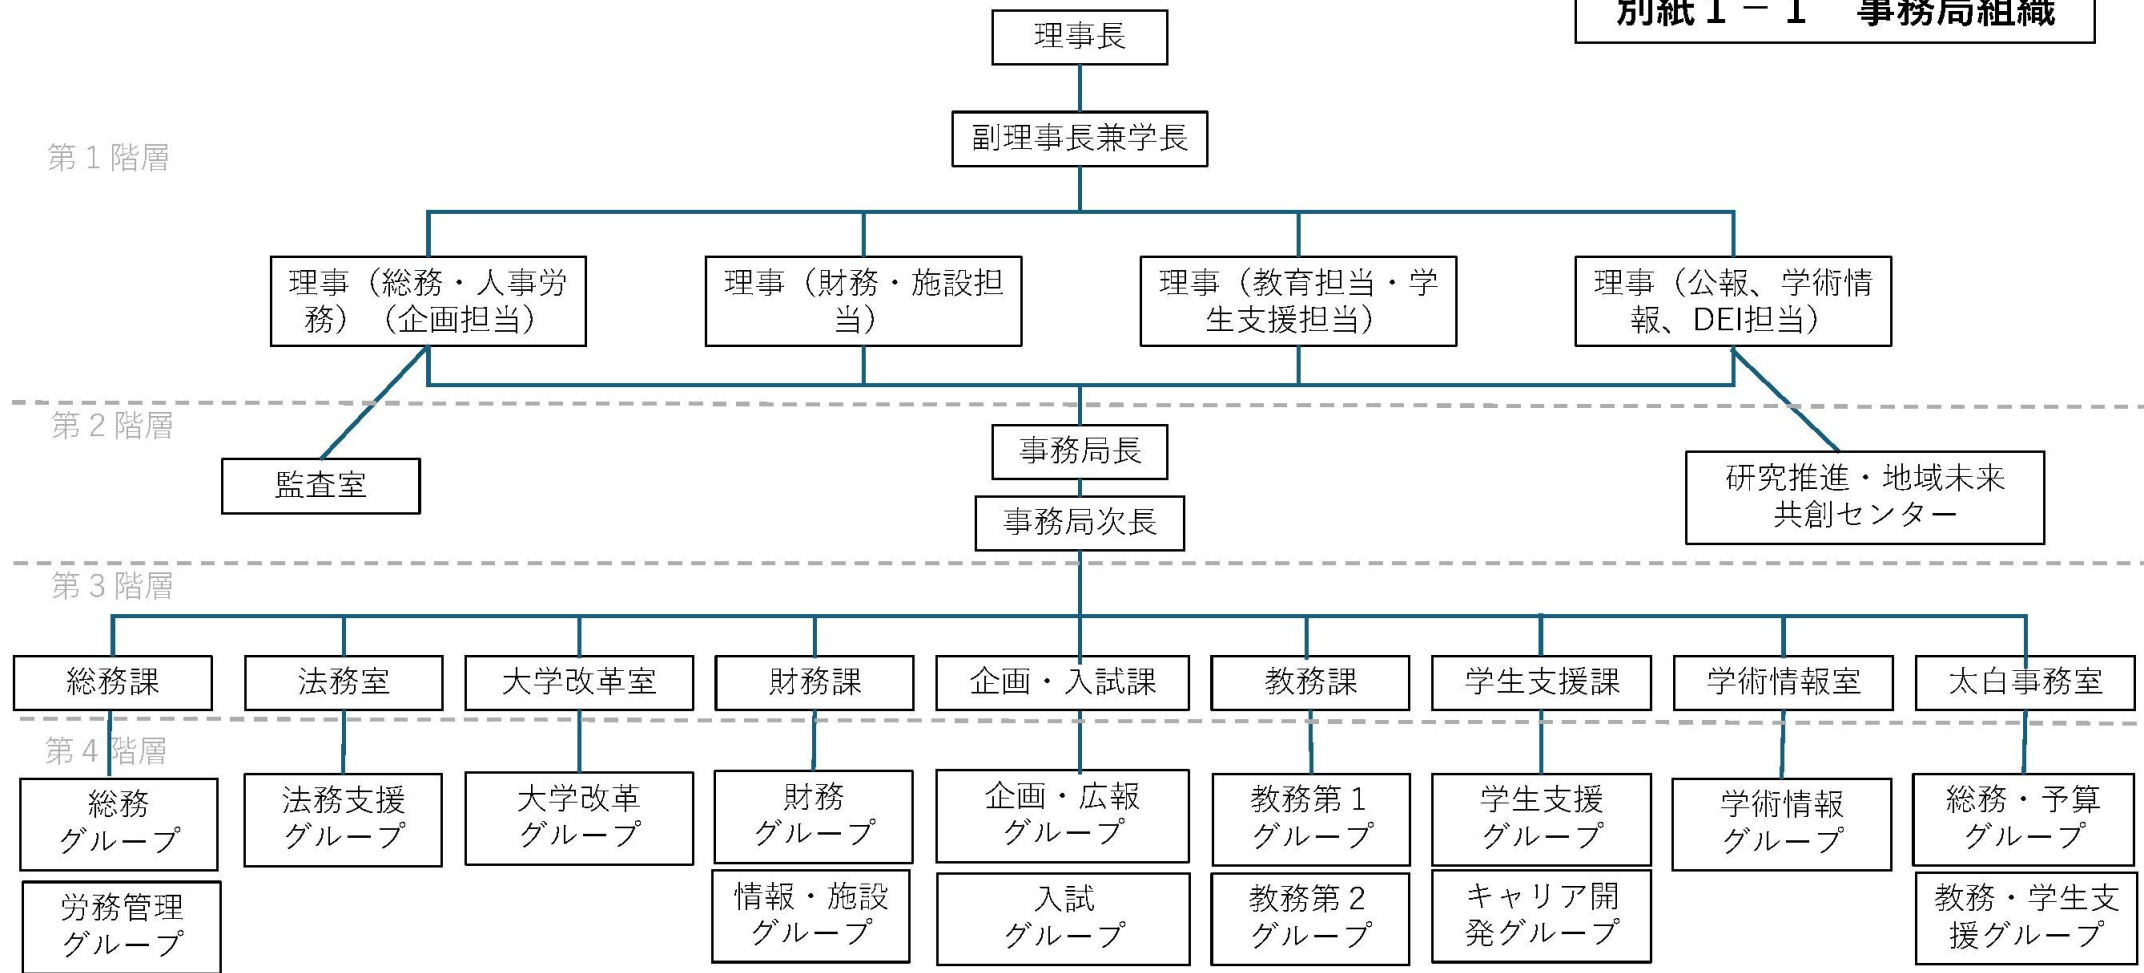 別紙１－１　事務局組織
理事長
副理事長兼学長
第１階層
理事（総務・人事労
務）（企画担当）
理事（財務・施設担
当）
理事（教育担当・学
生支援担当）
理事（公報、学術情
報、DEI担当）
第２階層
事務局長
監査室
研究推進・地域未来
共創センター
事務局次長
第３階層
総務課
法務室
大学改革室
財務課
企画・入試課
教務課
学生支援課
学術情報室
太白事務室
第４階層
総務
グループ
法務支援
グループ
大学改革
グループ
財務
グループ
企画・広報
グループ
教務第１
グループ
学生支援
グループ
学術情報
グループ
総務・予算
グループ
労務管理
グループ
情報・施設
グループ
入試
グループ
教務第２
グループ
キャリア開
発グループ
教務・学生支
援グループ